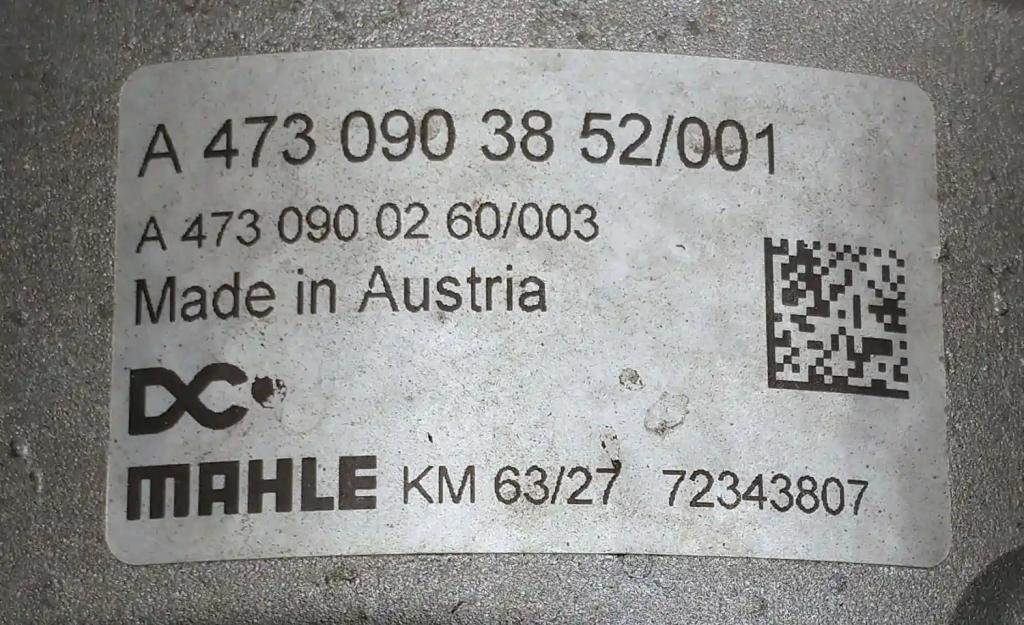 A 473 090 38 52/001
A 473 090 02 60/003
Made in Austria
DC
MAHLE KM 63/27 72343807